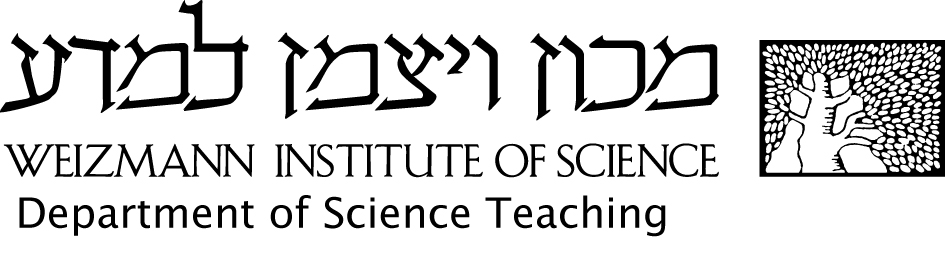 מכון ויצמן למדע
WEIZMANN INSTITUTE OF SCIENCE
Department of Science Teaching